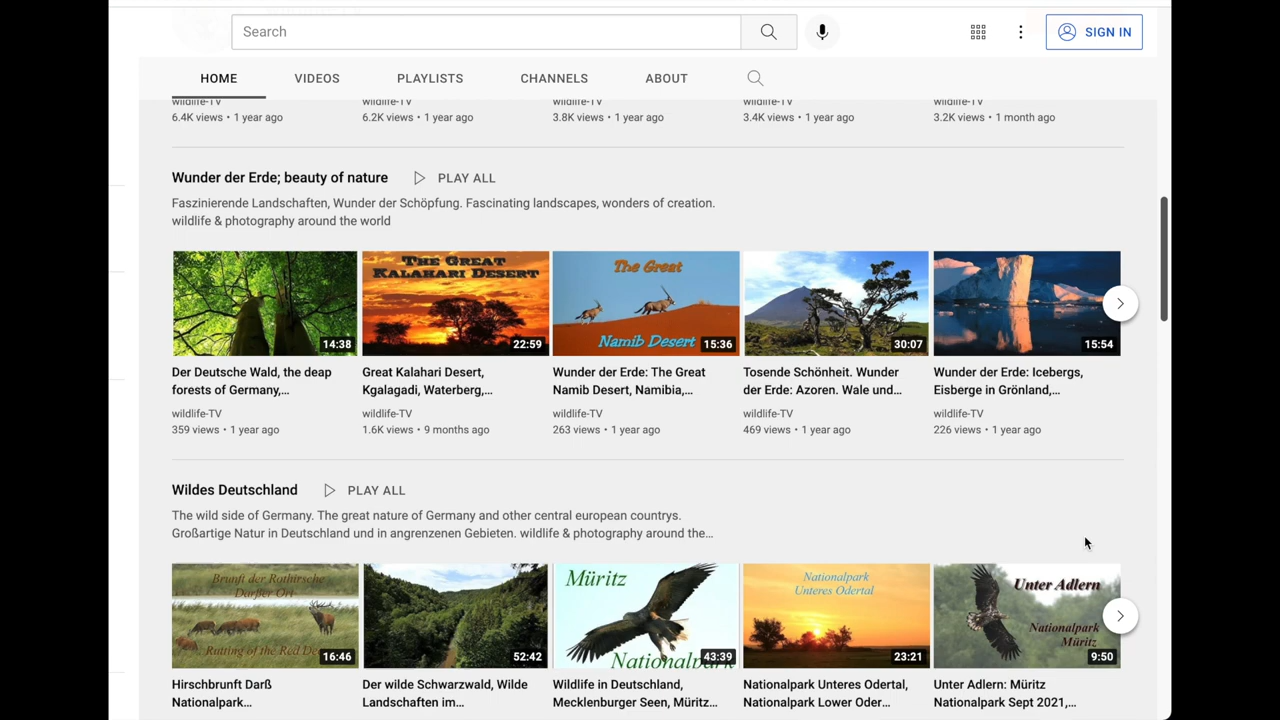 Search
SIGN IN
HOME
VIDEOS
PLAYLISTS
CHANNELS
ABOUT
wildlife-TV
wildlife-TV
wildlife-TV
wildlife-TV
wildlife-TV
6.4K views • 1 year ago
6.2K views • 1 year ago
3.8K views • 1 year ago
3.4K views • 1 year ago
3.2K views • 1 month ago
Wunder der Erde; beauty of nature
PLAY ALL
Faszinierende Landschaften, Wunder der Schöpfung. Fascinating landscapes, wonders of creation.
wildlife & photography around the world
14:38
THE GREAT
KALAHARI DESERT
22:59
The Great
Namib Desert
15:36
30:07
15:54
Der Deutsche Wald, the deap
forests of Germany,...
wildlife-TV
359 views • 1 year ago
Great Kalahari Desert,
Kgalagadi, Waterberg,...
wildlife-TV
1.6K views • 9 months ago
Wunder der Erde: The Great
Namib Desert, Namibia,...
wildlife-TV
263 views • 1 year ago
Tosende Schönheit. Wunder
der Erde: Azoren. Wale und...
wildlife-TV
469 views • 1 year ago
Wunder der Erde: Icebergs,
Eisberge in Grönland,...
wildlife-TV
226 views • 1 year ago
Wildes Deutschland
PLAY ALL
The wild side of Germany. The great nature of Germany and other central european countrys.
Großartige Natur in Deutschland und in angrenzenen Gebieten. wildlife & photography around the...
Brunft der Rothirsche
Darßer Ort
Rutting of the Red De
16:46
52:42
Müritz
Nationalpark
43:39
Nationalpark
Unteres Odertal
23:21
Unter Adlern
Nationalpark
Müritz
9:50
Hirschbrunft Darß
Nationalpark...
Der wilde Schwarzwald, Wilde
Landschaften im...
Wildlife in Deutschland,
Mecklenburger Seen, Müritz...
Nationalpark Unteres Odertal,
Nationalpark Lower Oder...
Unter Adlern: Müritz
Nationalpark Sept 2021,...